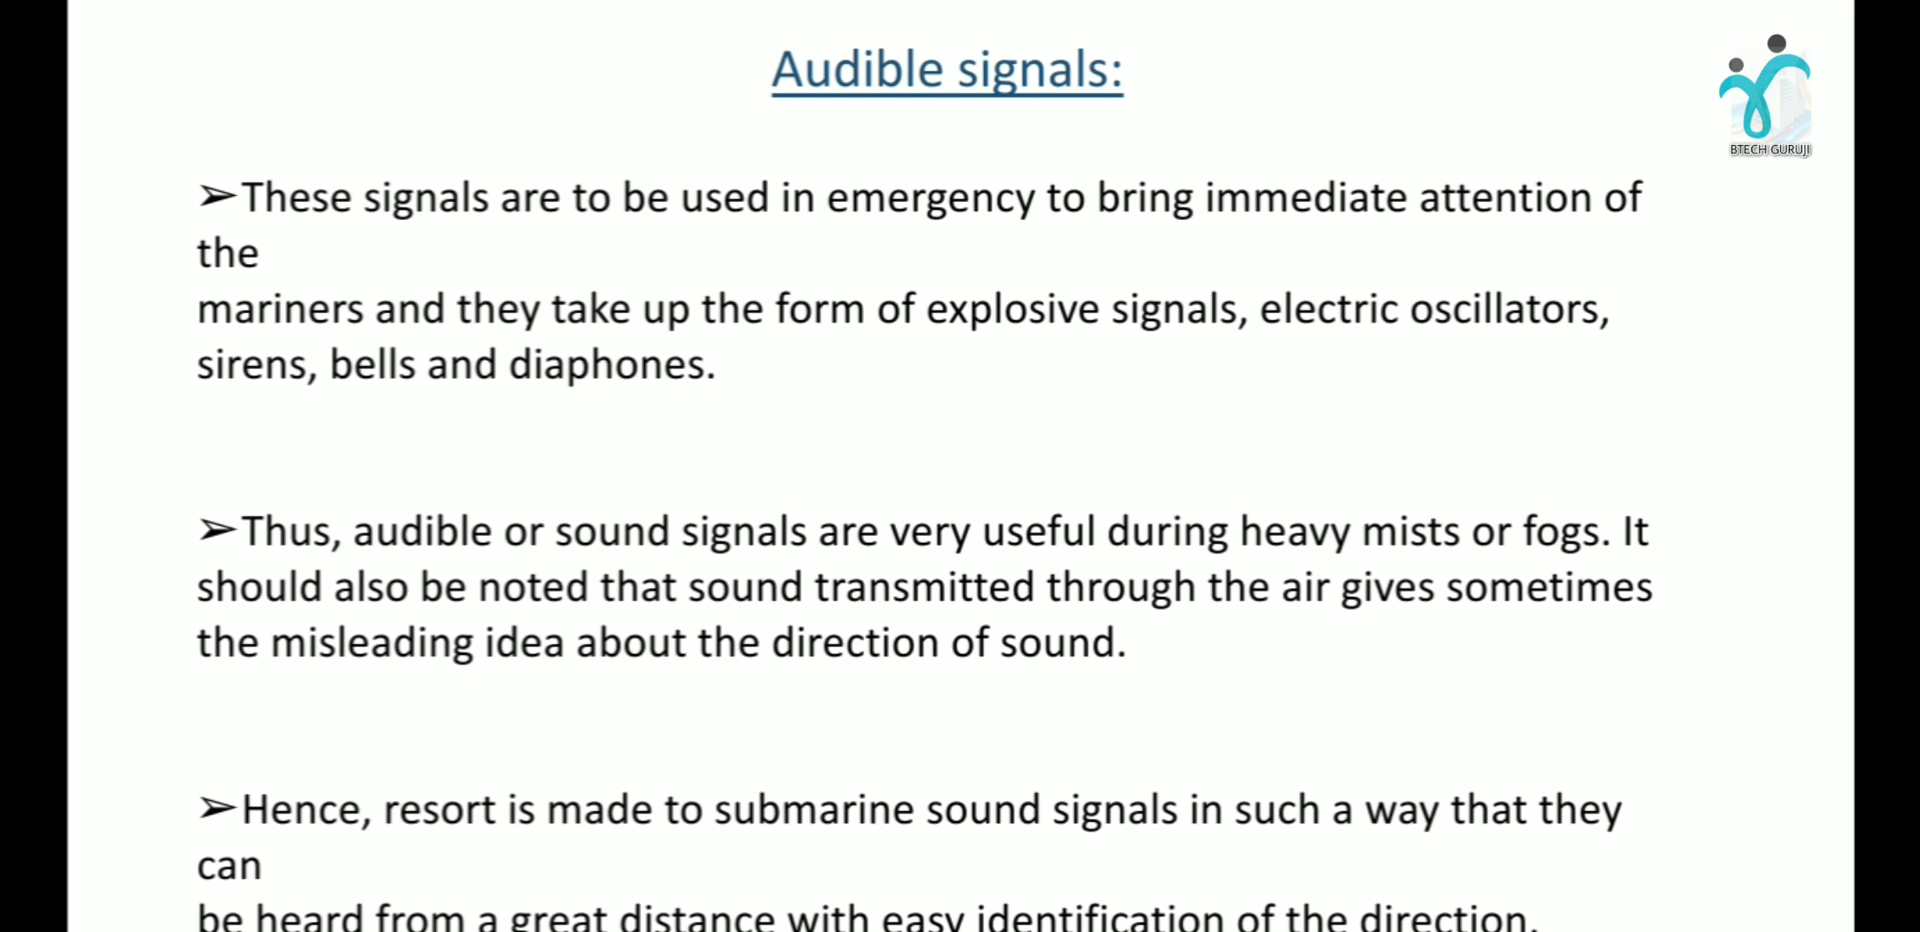 Audible signals:
BTECH GURUJI
➢These signals are to be used in emergency to bring immediate attention of
the
mariners and they take up the form of explosive signals, electric oscillators,
sirens, bells and diaphones.
➢Thus, audible or sound signals are very useful during heavy mists or fogs. It
should also be noted that sound transmitted through the air gives sometimes
the misleading idea about the direction of sound.
➢Hence, resort is made to submarine sound signals in such a way that they
can
be heard from a great distance with easy identification of the direction.